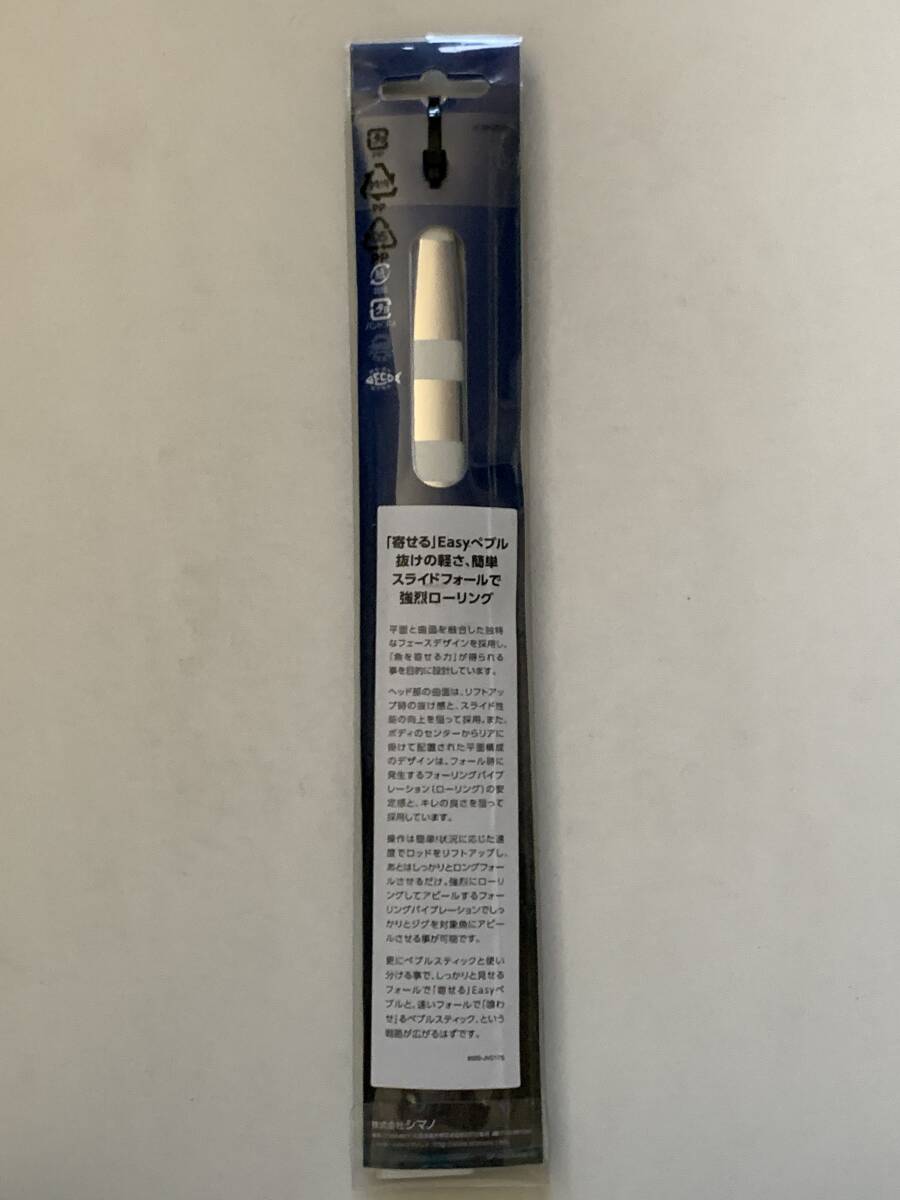 PP
PP
ECO
「寄せる」Easyペブル
抜けの軽さ、簡単
スライドフォールで
強烈ローリング
平面と曲面を融合した独特
なフェースデザインを採用し、
「魚を寄せる力」が得られる
事を目的に設計しています。
ヘッド部の曲面は、リフトアッ
プ時の抜け感と、スライド性
能の向上を狙って採用。また、
ボディのセンターからリアに
掛けて配置された平面構成
のデザインは、フォール時に
発生するフォーリングバイブ
レーション(ローリング)の安
定感と、キレの良さを狙って
採用しています。
操作は簡単!状況に応じた速
度でロッドをリフトアップし、
あとはしっかりとロングフォー
ルさせるだけ。強烈にローリ
ングしてアピールするフォー
リングバイブレーションでしっ
かりとジグを対象魚にアピー
ルさせる事が可能です。
更にペブルスティックと使い
分ける事で、しっかりと見せる
フォールで「寄せる」Easyペ
ブルと、速いフォールで「喰わ
せ」るペブルスティック、という
戦略が広がるはずです。
株式会社シマノ